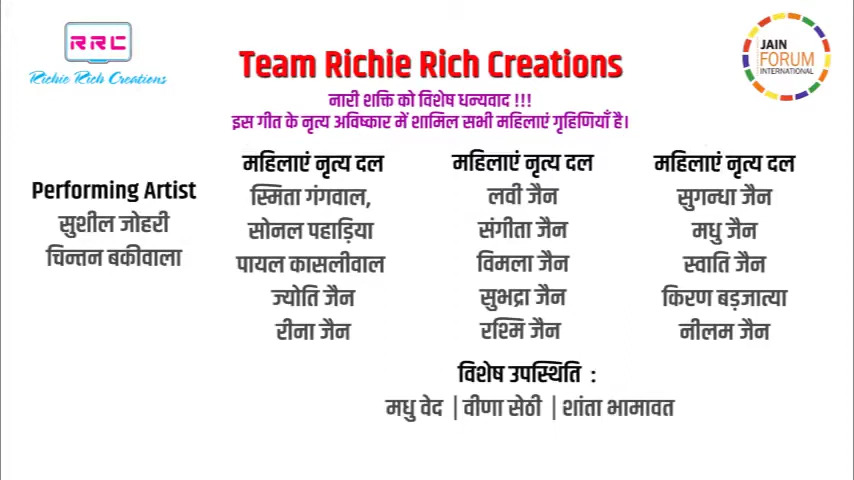 RRC
Richie Rich Creations
JAIN
FORUM
INTERNATIONAL
Team Richie Rich Creations
नारी शक्ति को विशेष धन्यवाद !!!
इस गीत के नृत्य अविष्कार में शामिल सभी महिलाएं गृहिणियाँ है।
Performing Artist
सुशील जोहरी
चिन्तन बकीवाला
महिलाएं नृत्य दल
स्मिता गंगवाल,
सोनल पहाड़िया
पायल कासलीवाल
ज्योति जैन
रीना जैन
महिलाएं नृत्य दल
लवी जैन
संगीता जैन
विमला जैन
सुभद्रा जैन
रश्मि जैन
महिलाएं नृत्य दल
सुगन्धा जैन
मधु जैन
स्वाति जैन
किरण बड़जात्या
नीलम जैन
विशेष उपस्थिति :
मधु वेद | वीणा सेठी | शांता भामावत